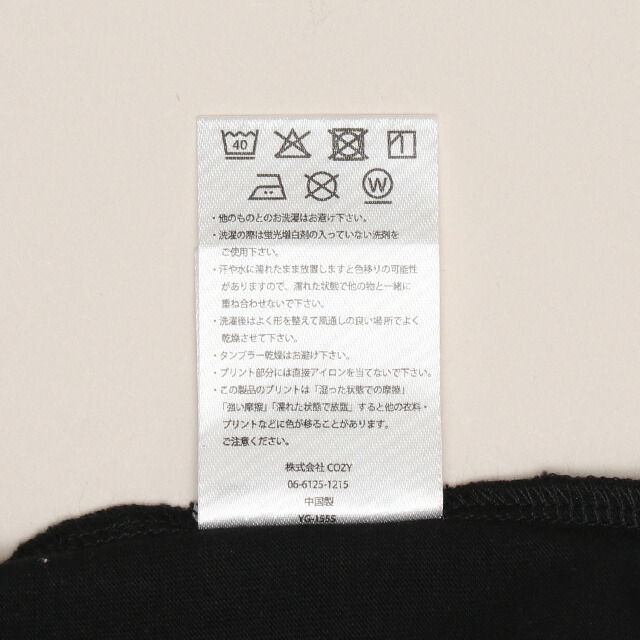 40
W
・他のものとのお洗濯はお避け下さい。
・洗濯の際は蛍光増白剤の入っていない洗剤を
ご使用下さい。
・汗や水に濡れたまま放置しますと色移りの可能性
がありますので、濡れた状態で他の物と一緒に
重ね合わせないで下さい。
・洗濯後はよく形を整えて風通しの良い場所でよく
乾燥させて下さい。
・タンブラー乾燥はお避け下さい。
・プリント部分には直接アイロンを当てないで下さい。
・この製品のプリントは「湿った状態での摩擦」
「強い摩擦」「濡れた状態で放置」すると他の衣料・
プリントなどに色が移ることがあります。
ご注意ください。
株式会社 COZY
06-6125-1215
中国製
YG-1555